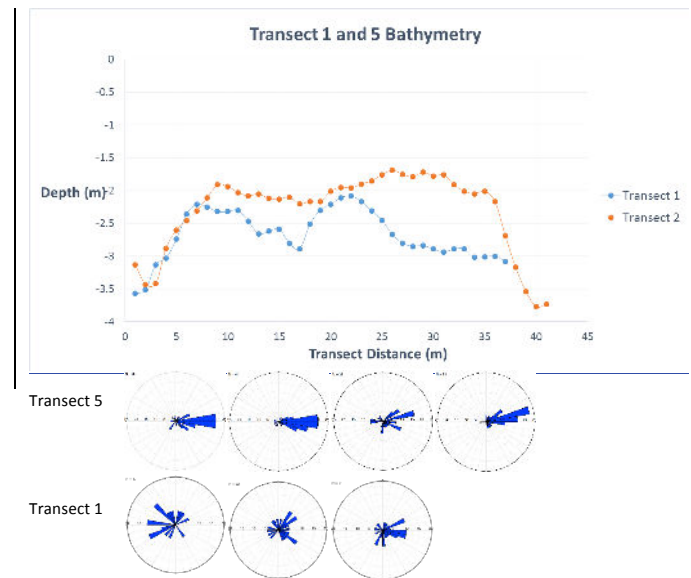 Transect 1 and 5 Bathymetry
0
-0.5
-1
-1.5
-2
-2.5
-3
-3.5
-4
Depth (m)
0 5 10 15 20 25 30 35 40 45
Transect Distance (m)
Transect 1
Transect 2
Transect 5
Transect 1